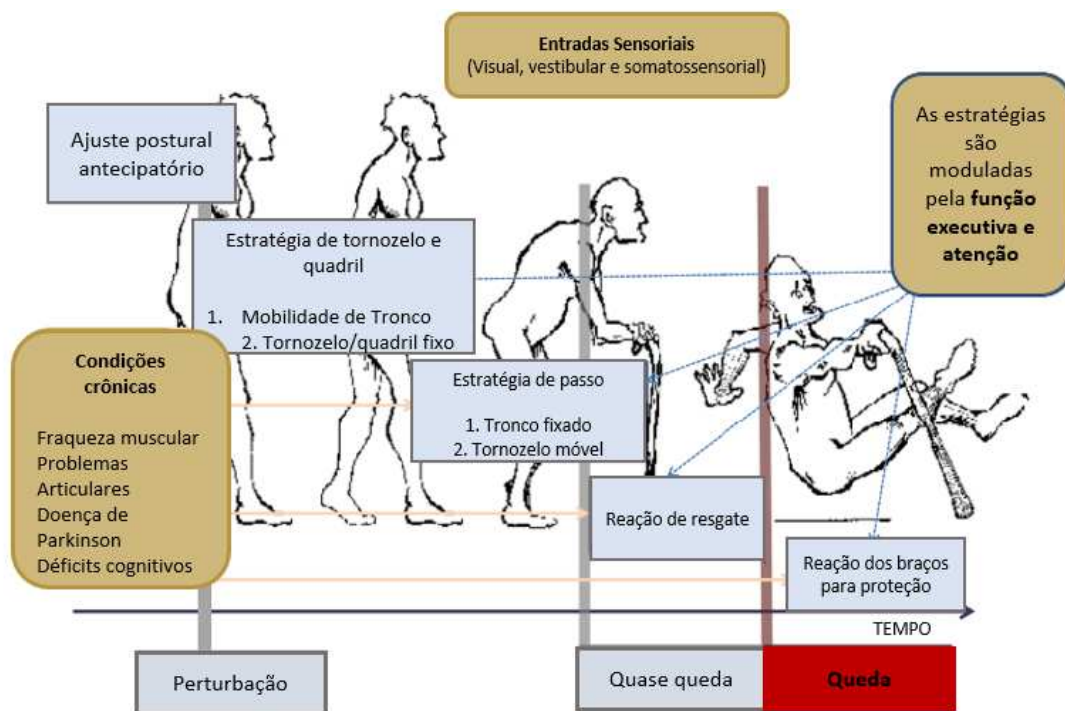 Entradas Sensoriais
(Visual, vestibular e somatossensorial)
Ajuste postural
antecipatório
As estratégias
são
moduladas
pela função
executiva e
atenção
Estratégia de tornozelo e
quadril
1. Mobilidade de Tronco
2. Tornozelo/quadril fixo
Condições
crônicas
Fraqueza muscular
Problemas
Articulares
Doença de
Parkinson
Déficits cognitivos
Estratégia de passo
1. Tronco fixado
2. Tornozelo móvel
Reação de resgate
Reação dos braços
para proteção
TEMPO
Perturbação
Quase queda
Queda